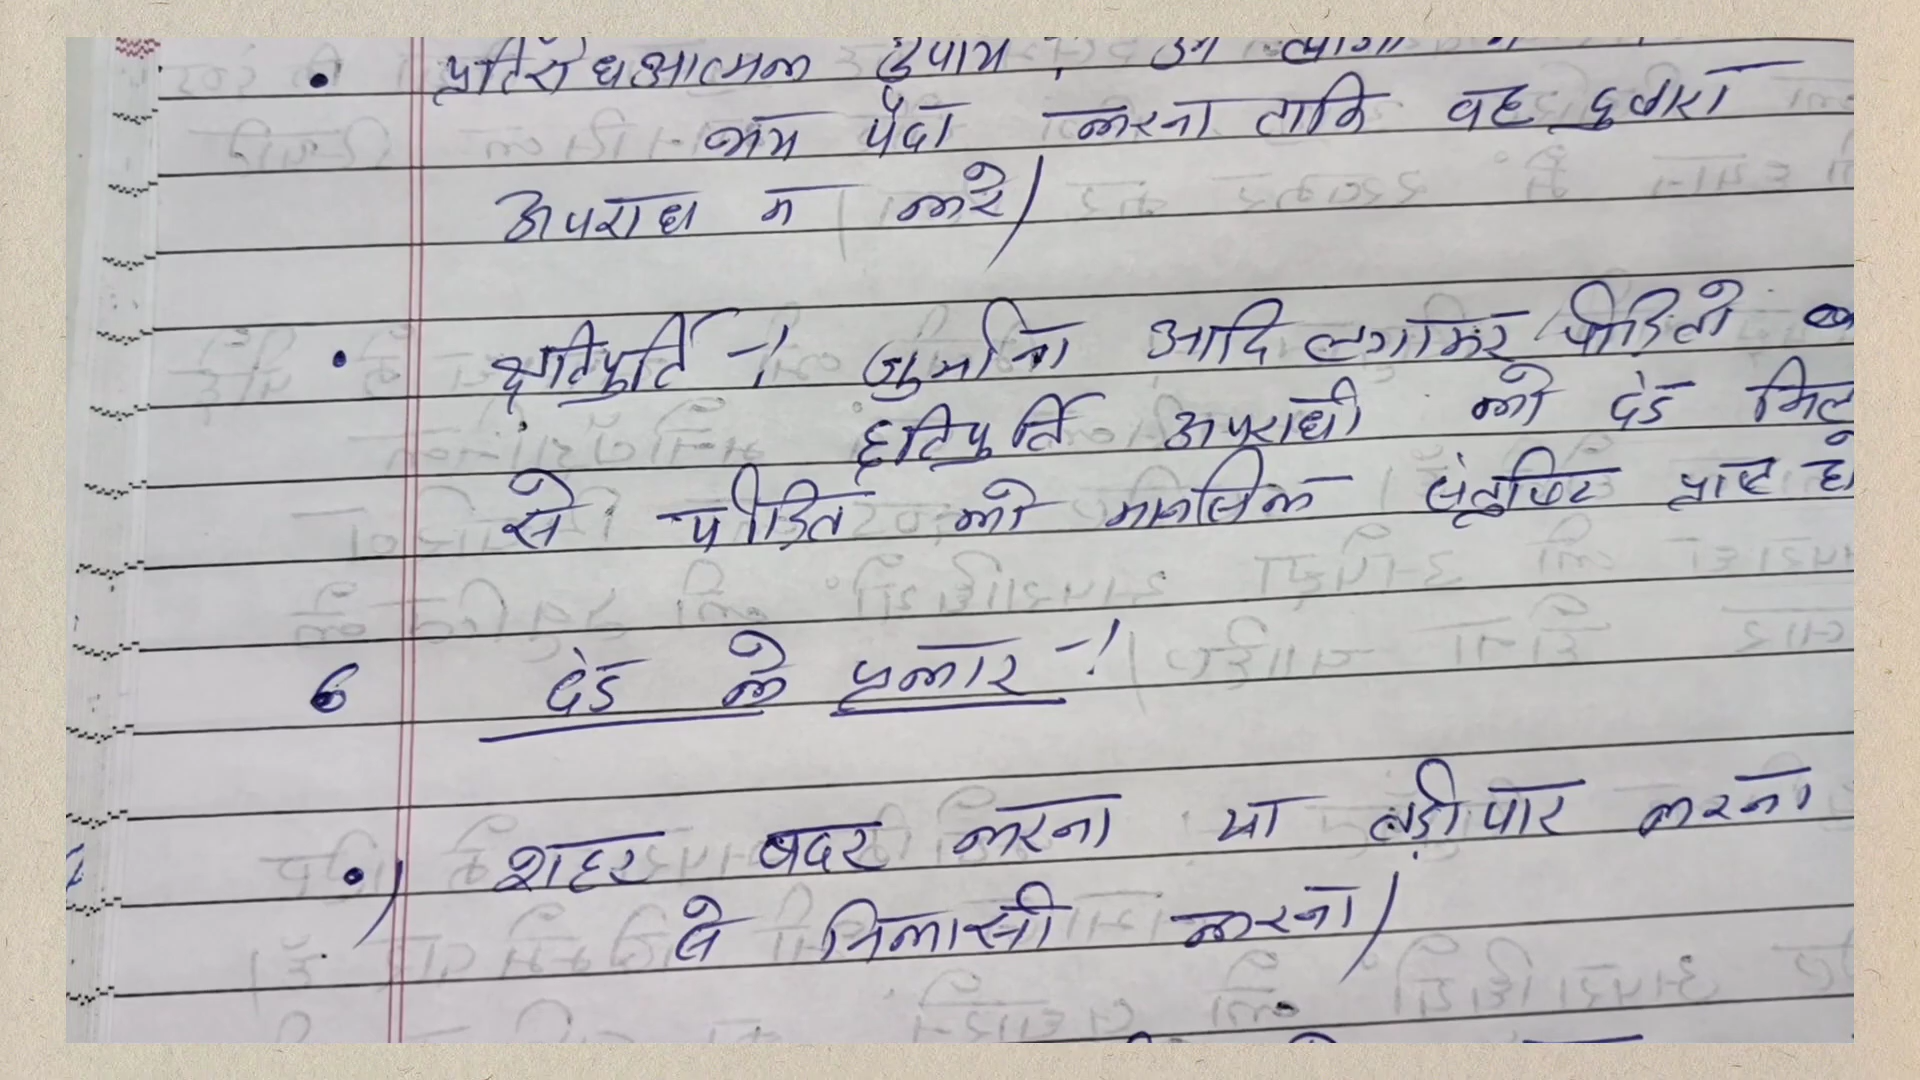 • प्रतिरोधआत्मक उपाय
भय पैदा करना ताकि वह दुबारा
अपराध न करे।
• क्षतिपूर्ति -! जुर्माना आदि लगाकर पीड़ितो
क्षतिपूर्ति अपराधी को दंड
से पीड़ित को मानसिक संतुष्टि प्राप्त
6 दंड के प्रकार -!
•) शहर बदर करना या तड़ीपार करना
से निकासी करना।